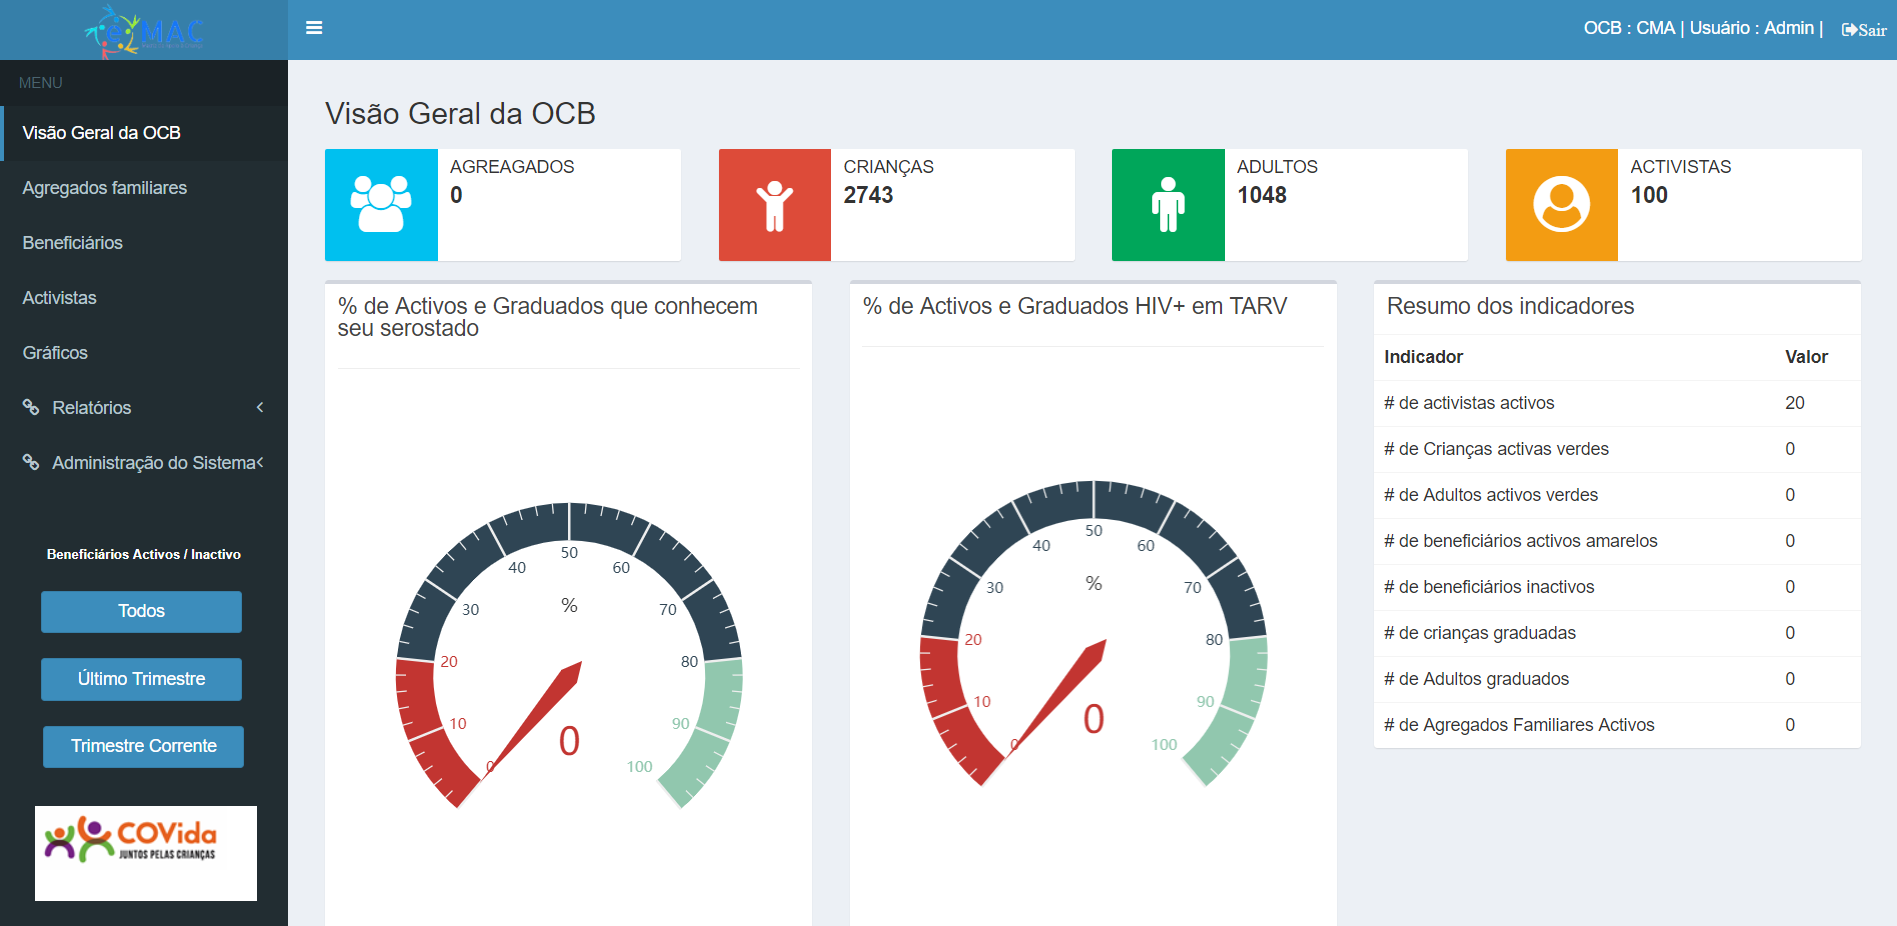 eMAC
OCB : CMA | Usuário : Admin | Sair
MENU
Visão Geral da OCB
Agregados familiares
Beneficiários
Activistas
Gráficos
Relatórios
Administração do Sistema
Beneficiários Activos / Inactivo
Todos
Último Trimestre
Trimestre Corrente
COVida
JUNTOS PELAS CRIANÇAS
Visão Geral da OCB
AGREAGADOS
0
CRIANÇAS
2743
ADULTOS
1048
ACTIVISTAS
100
% de Activos e Graduados que conhecem
seu serostado
0
10
20
30
40
50
60
70
80
90
100
%
0
% de Activos e Graduados HIV+ em TARV
0
10
20
30
40
50
60
70
80
90
100
%
0
Resumo dos indicadores
Indicador Valor
# de activistas activos 20
# de Crianças activas verdes 0
# de Adultos activos verdes 0
# de beneficiários activos amarelos 0
# de beneficiários inactivos 0
# de crianças graduadas 0
# de Adultos graduados 0
# de Agregados Familiares Activos 0